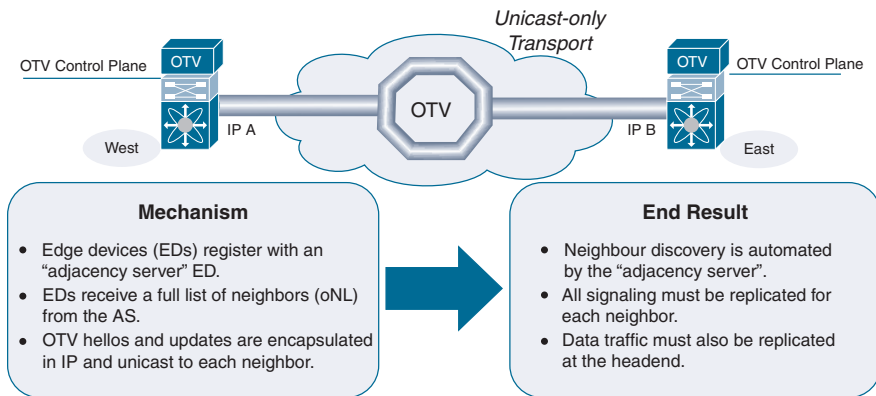 Unicast-only
Transport
OTV
OTV
OTV Control Plane
OTV Control Plane
OTV
IP A
IP B
West
East
Mechanism
• Edge devices (EDs) register with an
“adjacency server” ED.
• EDs receive a full list of neighbors (oNL)
from the AS.
• OTV hellos and updates are encapsulated
in IP and unicast to each neighbor.
End Result
• Neighbour discovery is automated
by the “adjacency server”.
• All signaling must be replicated for
each neighbor.
• Data traffic must also be replicated
at the headend.